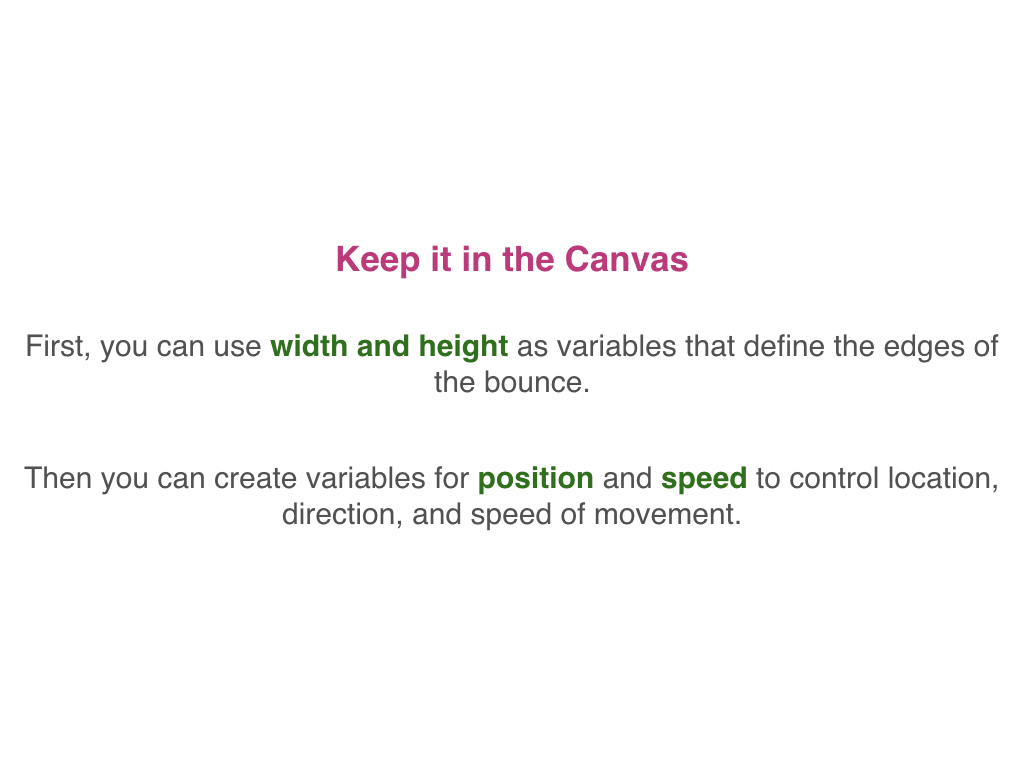 Keep it in the Canvas
First, you can use width and height as variables that define the edges of
the bounce.
Then you can create variables for position and speed to control location,
direction, and speed of movement.